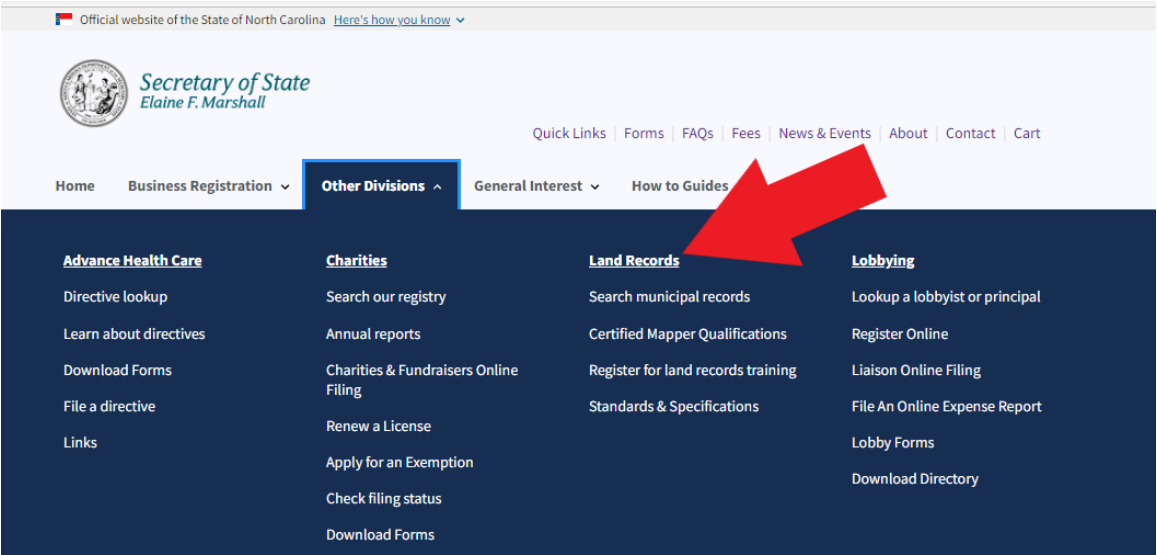 Official website of the State of North Carolina Here's how you know
Secretary of State
Elaine F. Marshall
Quick Links Forms FAQs Fees News & Events About Contact Cart
Home Business Registration Other Divisions General Interest How to Guides
Advance Health Care
Directive lookup
Learn about directives
Download Forms
File a directive
Links
Charities
Search our registry
Annual reports
Charities & Fundraisers Online
Filing
Renew a License
Apply for an Exemption
Check filing status
Download Forms
Land Records
Search municipal records
Certified Mapper Qualifications
Register for land records training
Standards & Specifications
Lobbying
Lookup a lobbyist or principal
Register Online
Liaison Online Filing
File An Online Expense Report
Lobby Forms
Download Directory